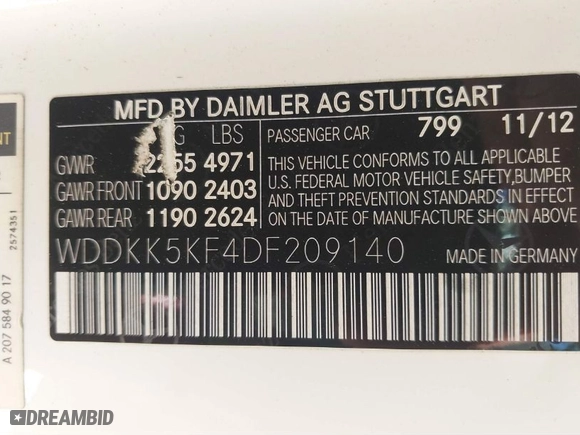 MFD BY DAIMLER AG STUTTGART
LBS PASSENGER CAR 799 11/12
GVWR 2255 4971
GAWR FRONT 1090 2403
GAWR REAR 1190 2624
THIS VEHICLE CONFORMS TO ALL APPLICABLE
U.S. FEDERAL MOTOR VEHICLE SAFETY,BUMPER
AND THEFT PREVENTION STANDARDS IN EFFECT
ON THE DATE OF MANUFACTURE SHOWN ABOVE
WDDKK5KF4DF209140
MADE IN GERMANY
2574351
A 207 584 90 17
DREAMBID